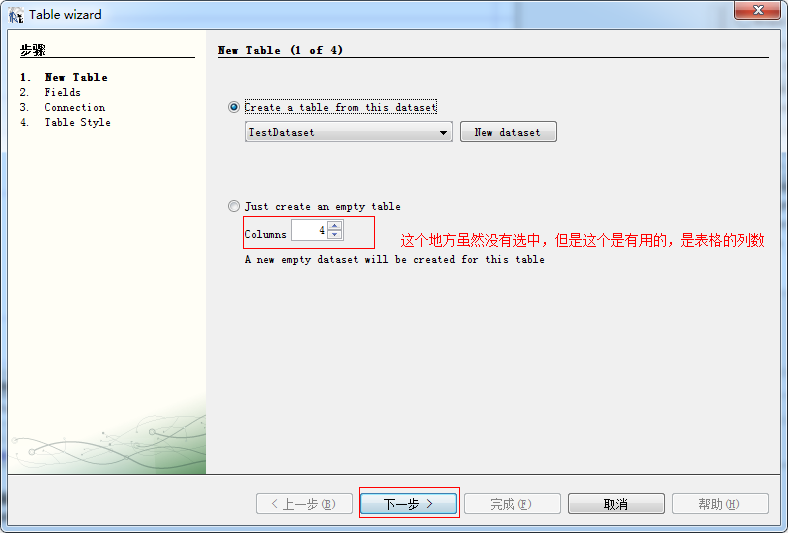 Table wizard
步骤
1. New Table
2. Fields
3. Connection
4. Table Style
New Table (1 of 4)
Create a table from this dataset
TestDataset
New dataset
Just create an empty table
Columns 4
这个地方虽然没有选中，但是这个是有用的，是表格的列数
A new empty dataset will be created for this table
< 上一步(B)
下一步 >
完成(F)
取消
帮助(H)